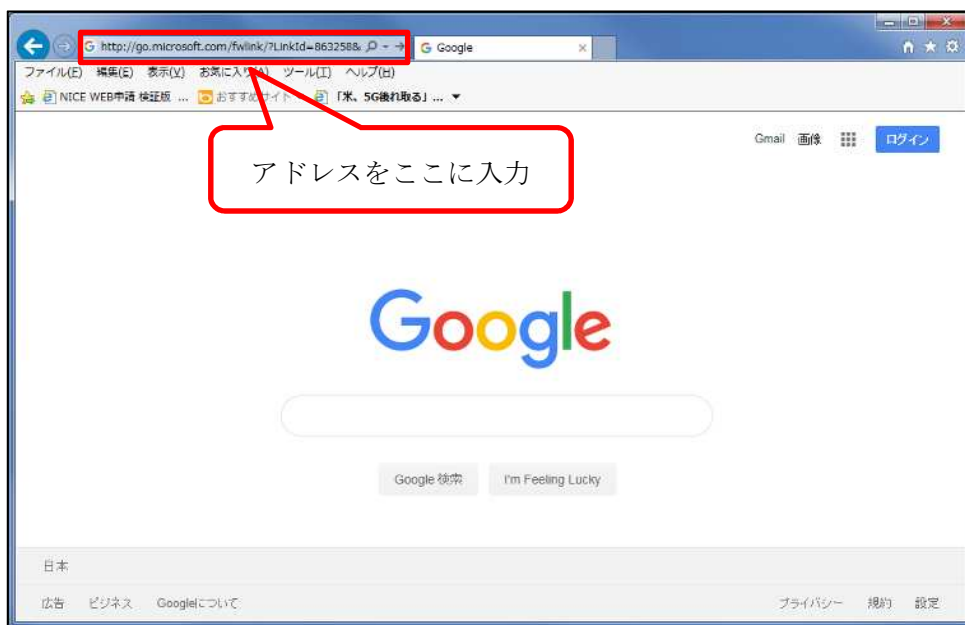 http://go.microsoft.com/fwlink/?LinkId=863258&
Google
ファイル(F) 編集(E) 表示(V) お気に入り(A) ツール(T) ヘルプ(H)
NICE WEB申請 検証版 ... おすすめサイト 「米、5G後れ取る」...
アドレスをここに入力
Gmail 画像 ログイン
Google
Google 検索 I'm Feeling Lucky
日本
広告 ビジネス Googleについて プライバシー 規約 設定